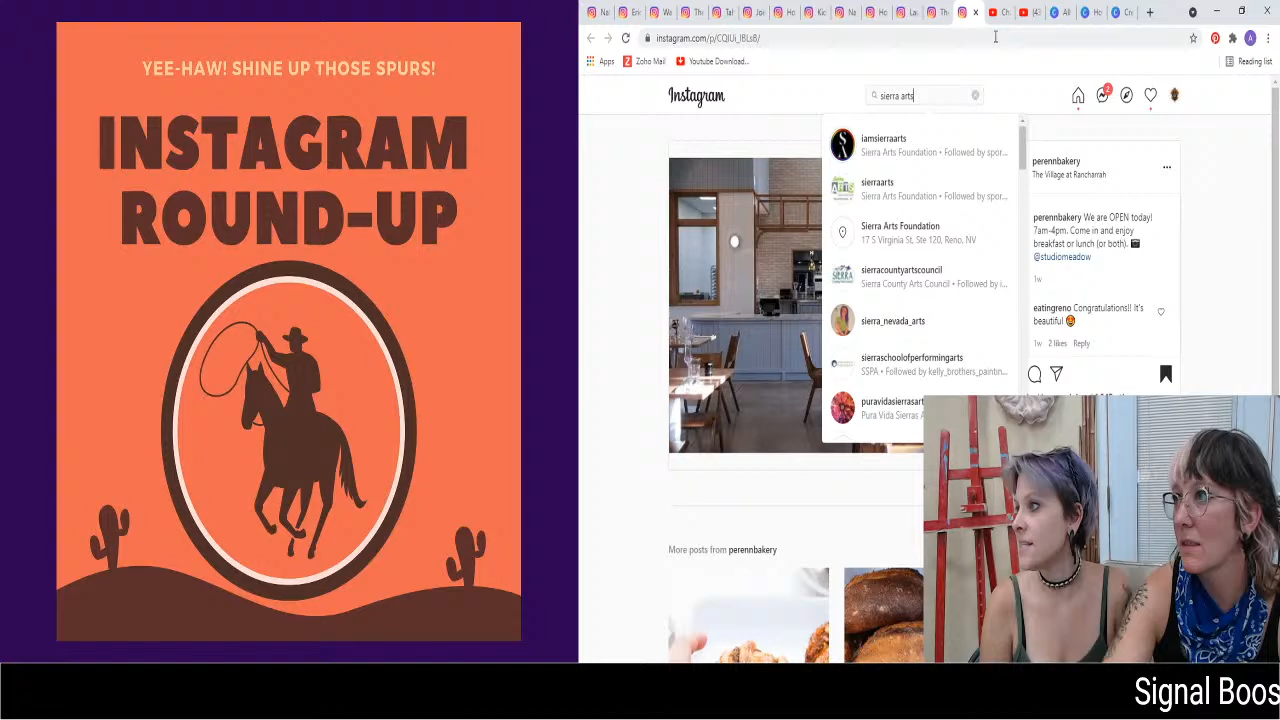 YEE-HAW! SHINE UP THOSE SPURS!
INSTAGRAM
ROUND-UP
instagram.com/p/CQIUi_lBLsB/
Apps
Zoho Mail
Youtube Download...
Reading list
Instagram
sierra arts
2
iamsierraarts
Sierra Arts Foundation • Followed by spor...
sierraarts
Sierra Arts Foundation • Followed by spor...
Sierra Arts Foundation
17 S Virginia St, Ste 120, Reno, NV
sierracountyartscouncil
Sierra County Arts Council • Followed by i...
sierra_nevada_arts
sierraschoolofperformingarts
SSPA • Followed by kelly_brothers_paintin...
puravidasierrasart
Pura Vida Sierras A
perennbakery
The Village at Rancharrah
perennbakery We are OPEN today!
7am-4pm. Come in and enjoy
breakfast or lunch (or both).
@studiomeadow
1w
eatingreno Congratulations!! It's
beautiful
1w 2 likes Reply
More posts from perennbakery
Signal Boos